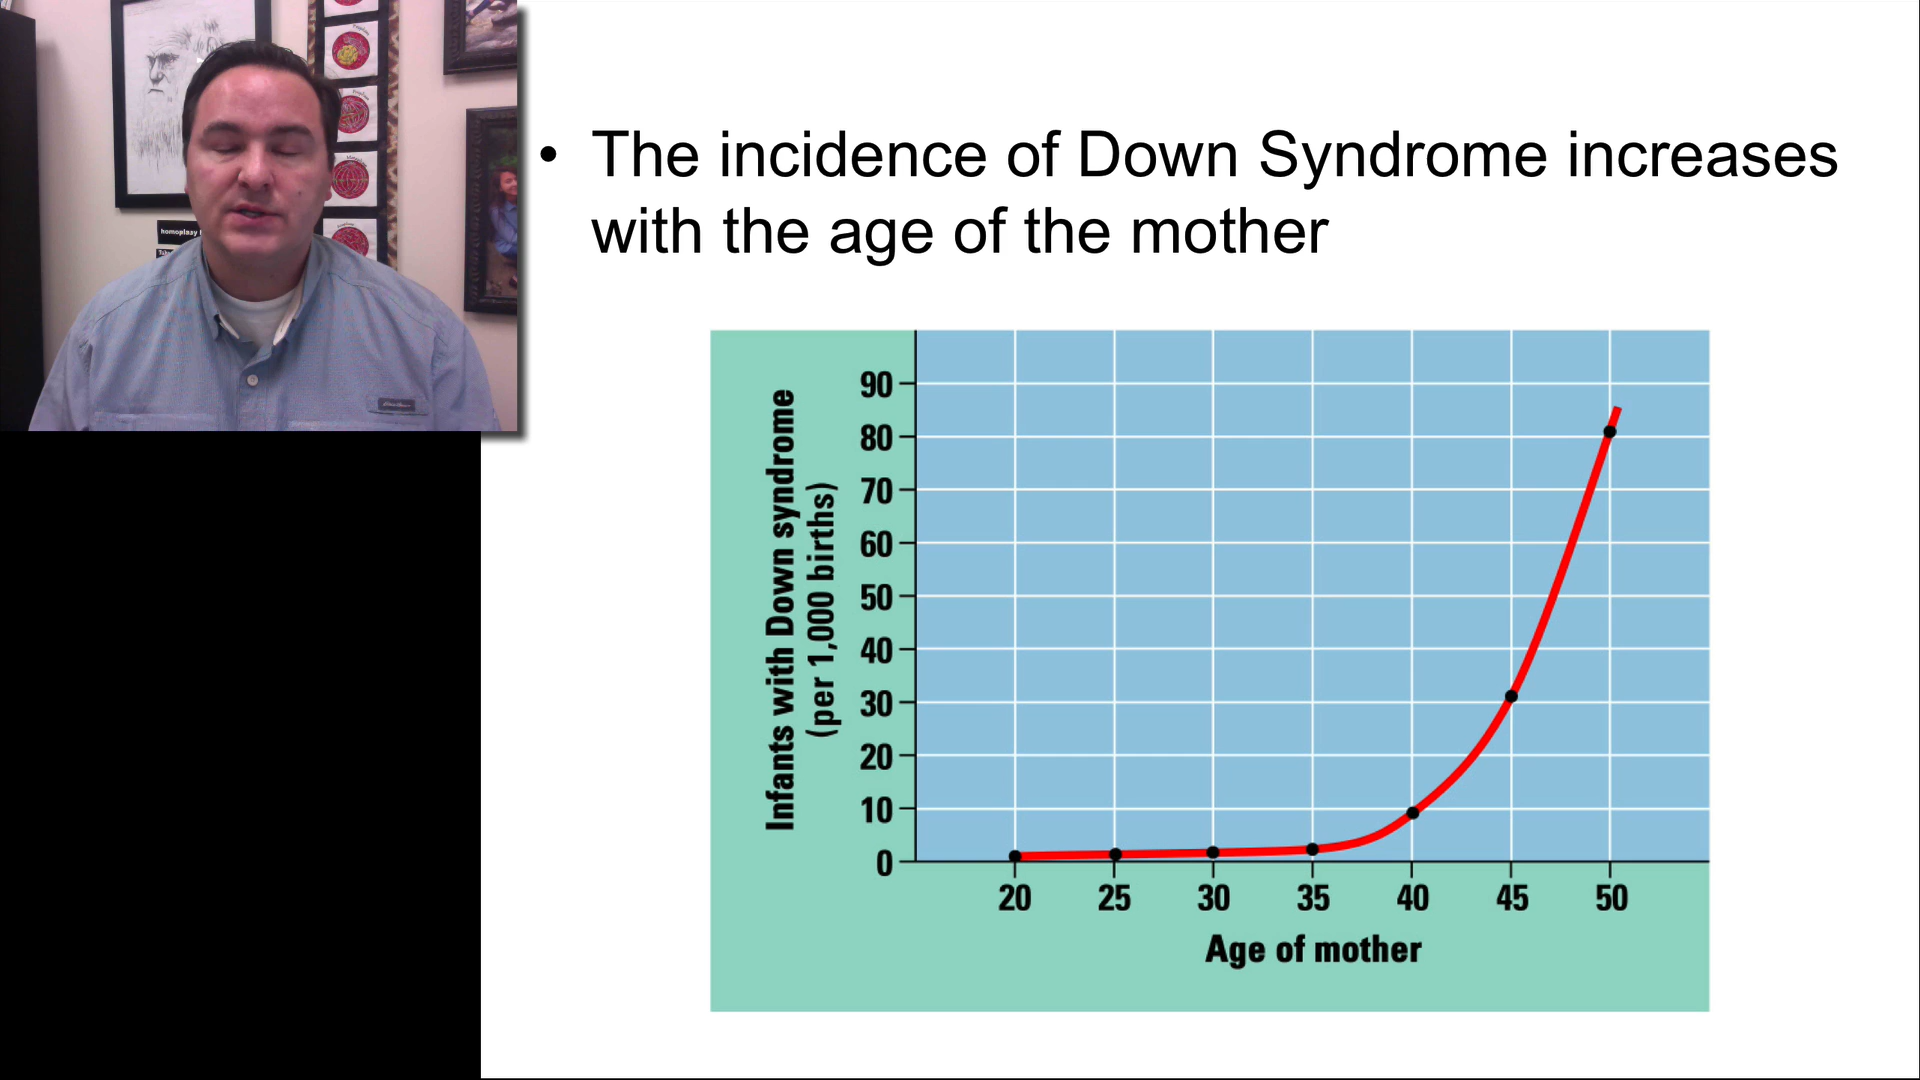 homoplasy
• The incidence of Down Syndrome increases
with the age of the mother
Infants with Down syndrome
(per 1,000 births)
90
80
70
60
50
40
30
20
10
0
20 25 30 35 40 45 50
Age of mother